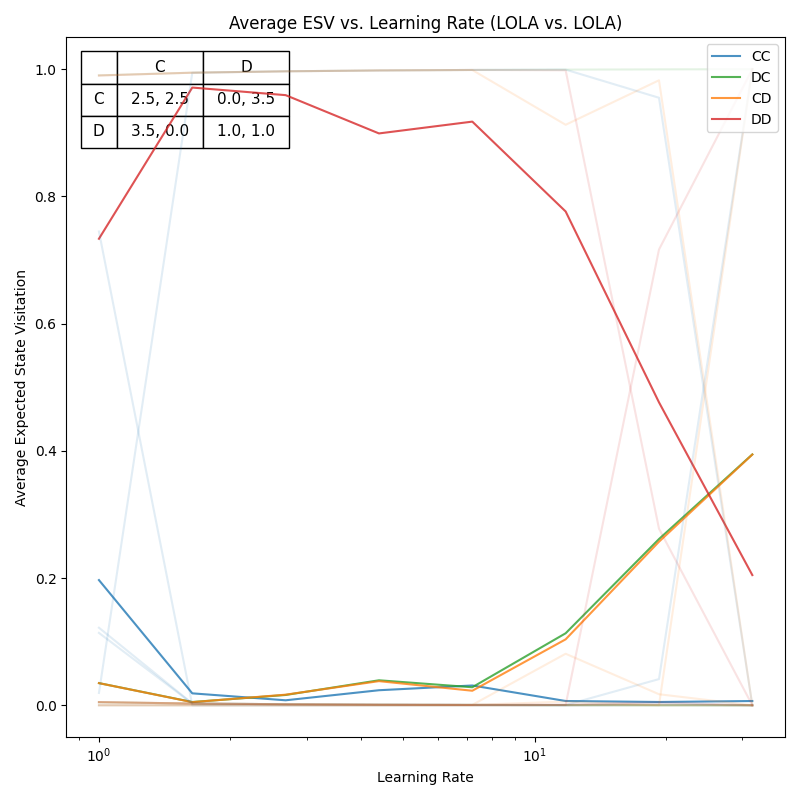 Average ESV vs. Learning Rate (LOLA vs. LOLA)
C D
C 2.5, 2.5 0.0, 3.5
D 3.5, 0.0 1.0, 1.0
CC
DC
CD
DD
1.0
0.8
0.6
0.4
0.2
0.0
Average Expected State Visitation
10⁰ 10¹
Learning Rate